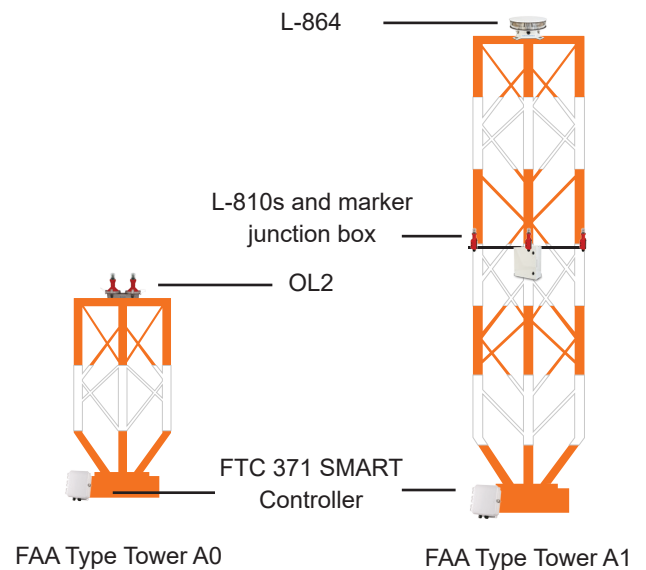 L-864
L-810s and marker
junction box
OL2
FTC 371 SMART
Controller
FAA Type Tower A0
FAA Type Tower A1